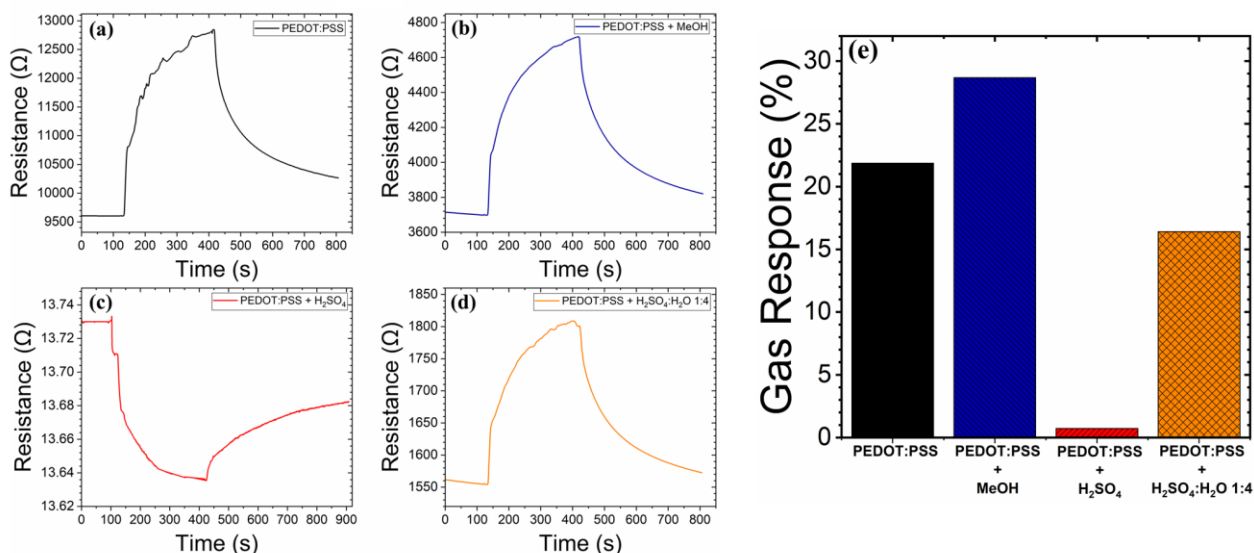 (a)
PEDOT:PSS
Resistance (Ω)
13000
12500
12000
11500
11000
10500
10000
9500
0 100 200 300 400 500 600 700 800
Time (s)
(b)
PEDOT:PSS + MeOH
Resistance (Ω)
4800
4600
4400
4200
4000
3800
3600
0 100 200 300 400 500 600 700 800
Time (s)
(c)
PEDOT:PSS + H₂SO₄
Resistance (Ω)
13.74
13.72
13.70
13.68
13.66
13.64
13.62
0 100 200 300 400 500 600 700 800 900
Time (s)
(d)
PEDOT:PSS + H₂SO₄:H₂O 1:4
Resistance (Ω)
1850
1800
1750
1700
1650
1600
1550
0 100 200 300 400 500 600 700 800
Time (s)
(e)
Gas Response (%)
30
25
20
15
10
5
0
PEDOT:PSS
PEDOT:PSS
+
MeOH
PEDOT:PSS
+
H₂SO₄
PEDOT:PSS
+
H₂SO₄:H₂O 1:4